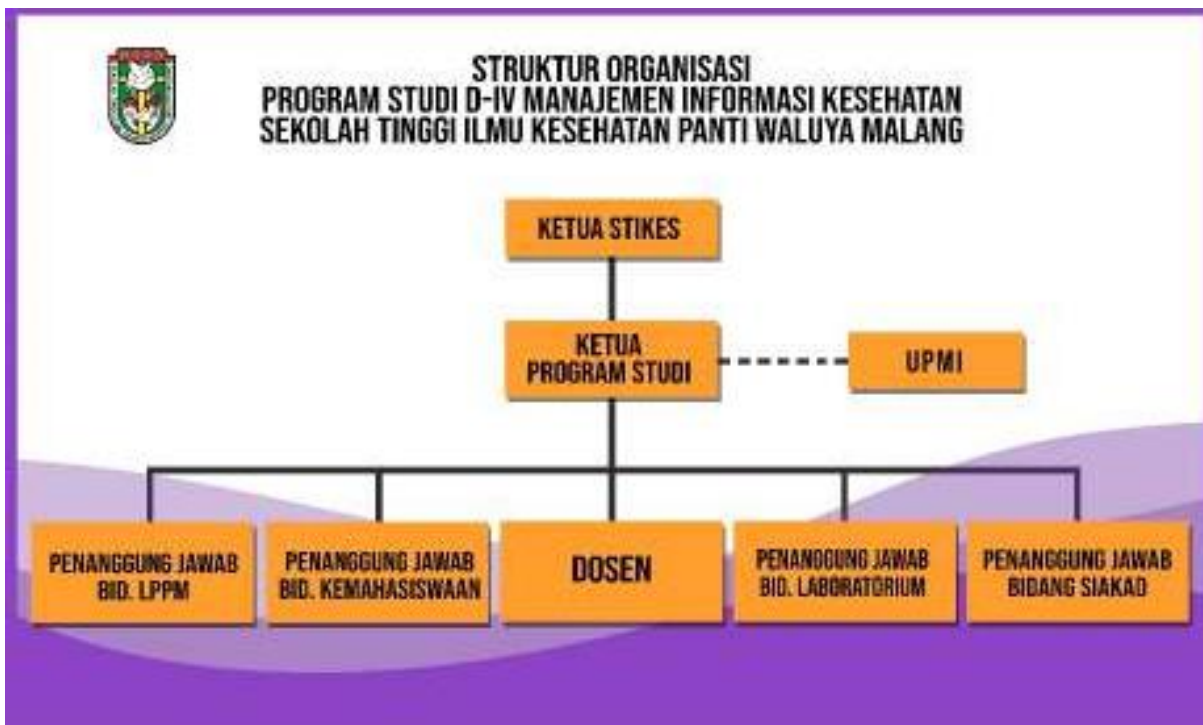 STRUKTUR ORGANISASI
PROGRAM STUDI D-IV MANAJEMEN INFORMASI KESEHATAN
SEKOLAH TINGGI ILMU KESEHATAN PANTI WALUYA MALANG
KETUA STIKES
KETUA
PROGRAM STUDI
UPMI
PENANGGUNG JAWAB
BID. LPPM
PENANGGUNG JAWAB
BID. KEMAHASISWAAN
DOSEN
PENANGGUNG JAWAB
BID. LABORATORIUM
PENANGGUNG JAWAB
BIDANG SIAKAD